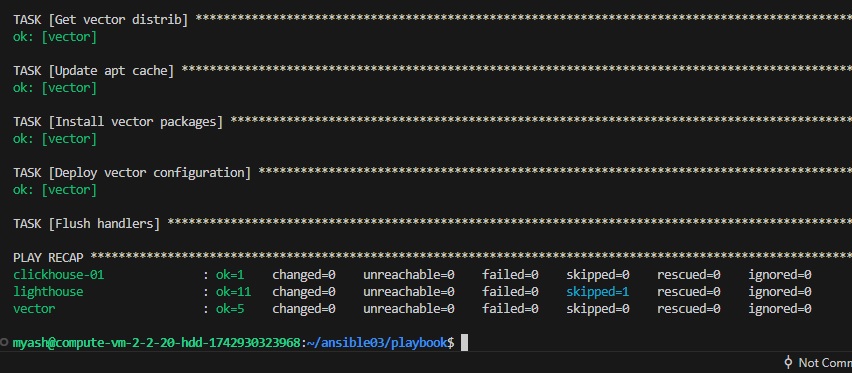 TASK [Get vector distrib] *******************************************************************************************
ok: [vector]
TASK [Update apt cache] *********************************************************************************************
ok: [vector]
TASK [Install vector packages] **************************************************************************************
ok: [vector]
TASK [Deploy vector configuration] **********************************************************************************
ok: [vector]
TASK [Flush handlers] ***********************************************************************************************
PLAY RECAP **********************************************************************************************************
clickhouse-01 : ok=1 changed=0 unreachable=0 failed=0 skipped=0 rescued=0 ignored=0
lighthouse : ok=11 changed=0 unreachable=0 failed=0 skipped=1 rescued=0 ignored=0
vector : ok=5 changed=0 unreachable=0 failed=0 skipped=0 rescued=0 ignored=0
myash@compute-vm-2-2-20-hdd-1742930323968:~/ansible03/playbook$
Not Comm